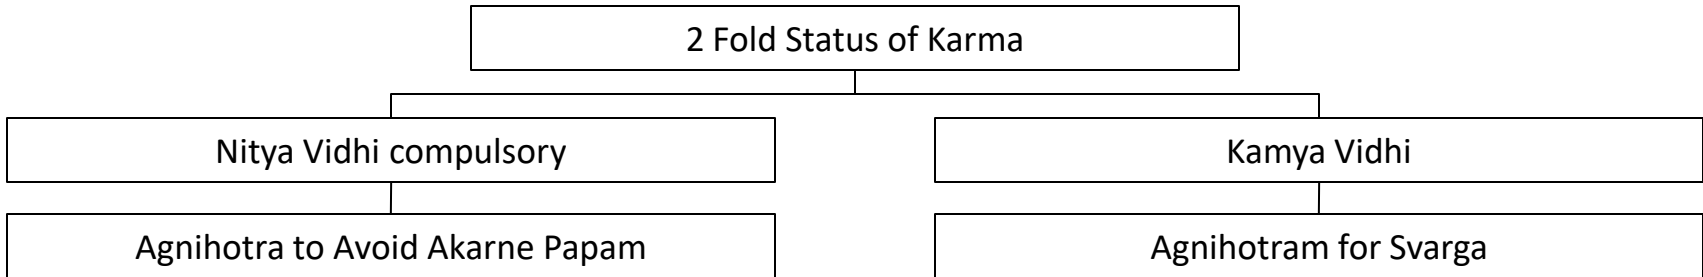 2 Fold Status of Karma
Nitya Vidhi compulsory
Kamya Vidhi
Agnihotra to Avoid Akarne Papam
Agnihotram for Svarga